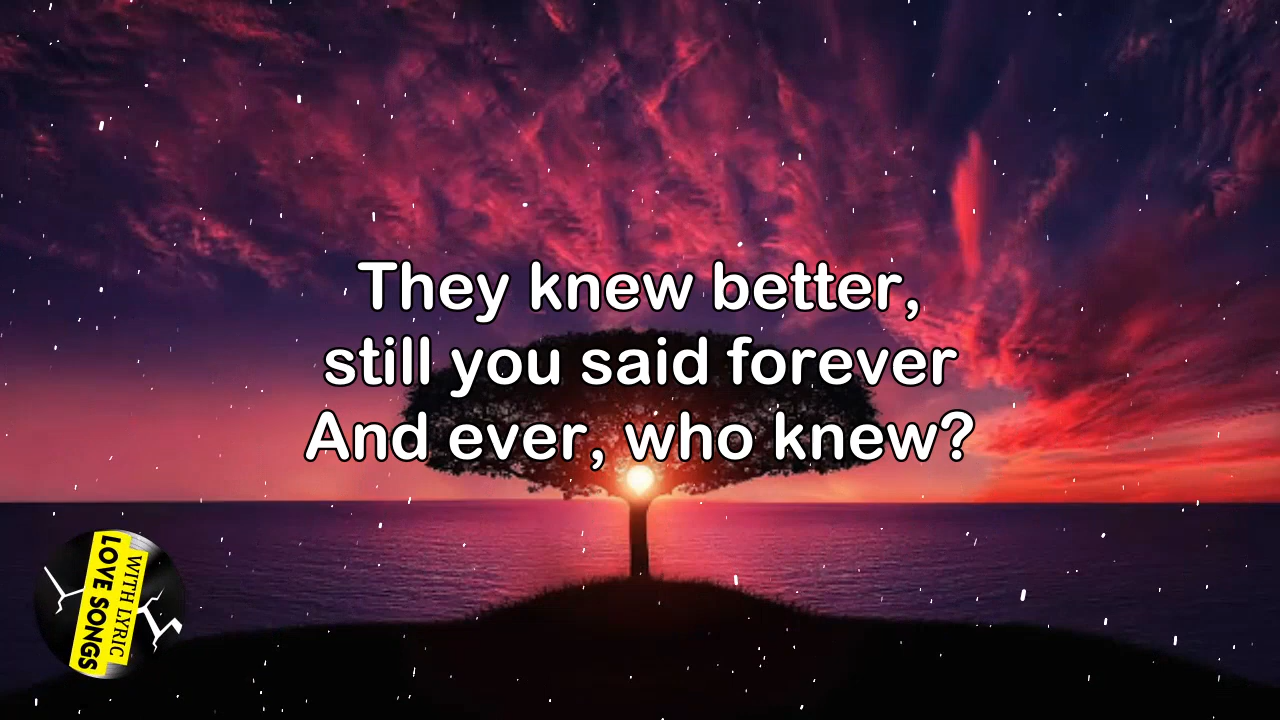 They knew better,
still you said forever
And ever, who knew?
WITH LYRIC
LOVE SONGS